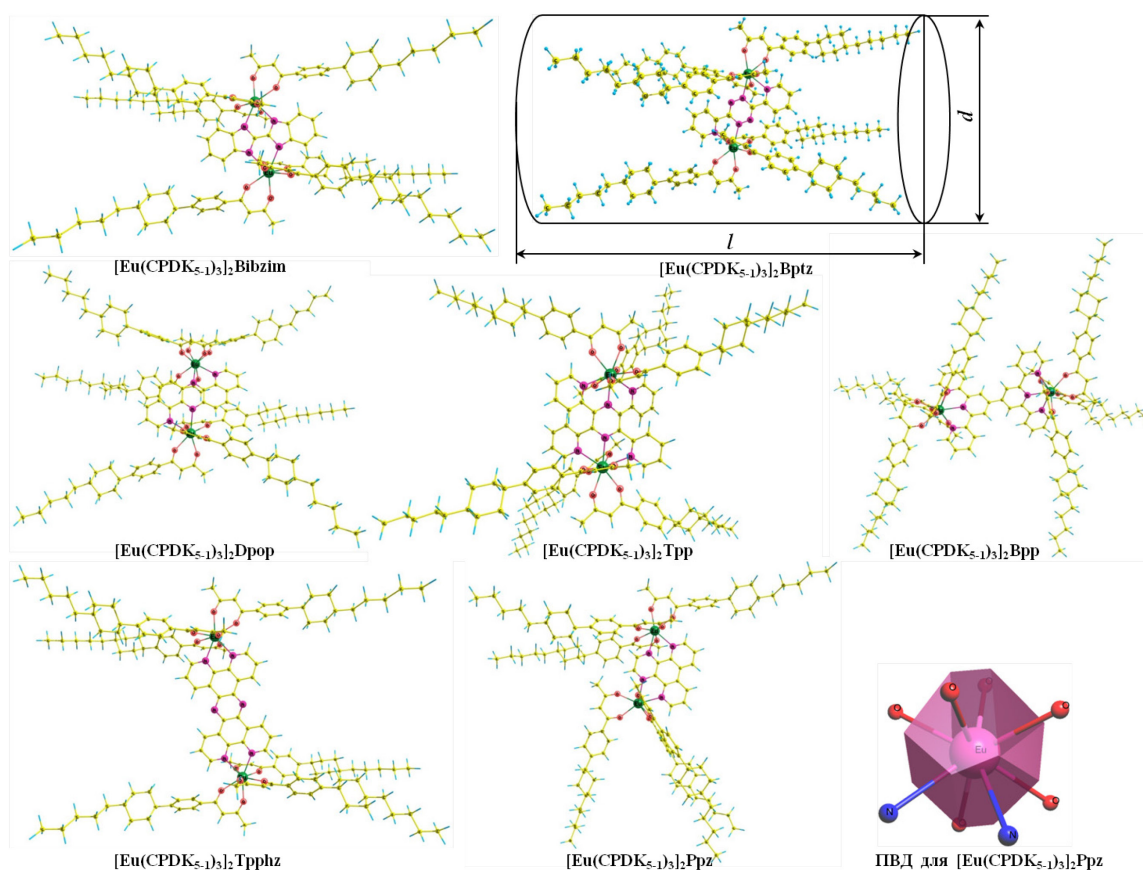 d
l
[Eu(CPDK₅₋₁)₃]₂Bibzim
[Eu(CPDK₅₋₁)₃]₂Bptz
[Eu(CPDK₅₋₁)₃]₂Dpop
[Eu(CPDK₅₋₁)₃]₂Tpp
[Eu(CPDK₅₋₁)₃]₂Bpp
O
O
O
O
Eu
N
O
O
N
[Eu(CPDK₅₋₁)₃]₂Tpphz
[Eu(CPDK₅₋₁)₃]₂Ppz
ПВД для [Eu(CPDK₅₋₁)₃]₂Ppz